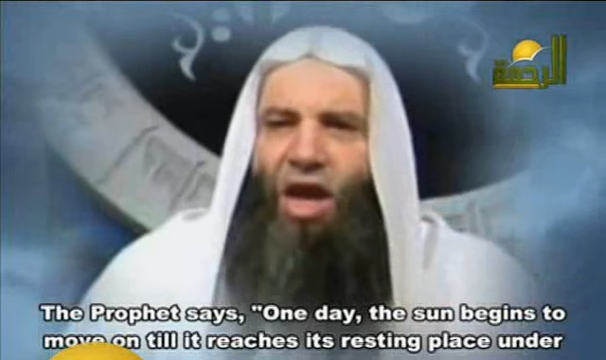 الرحمة
The Prophet says, "One day, the sun begins to
move on till it reaches its resting place under